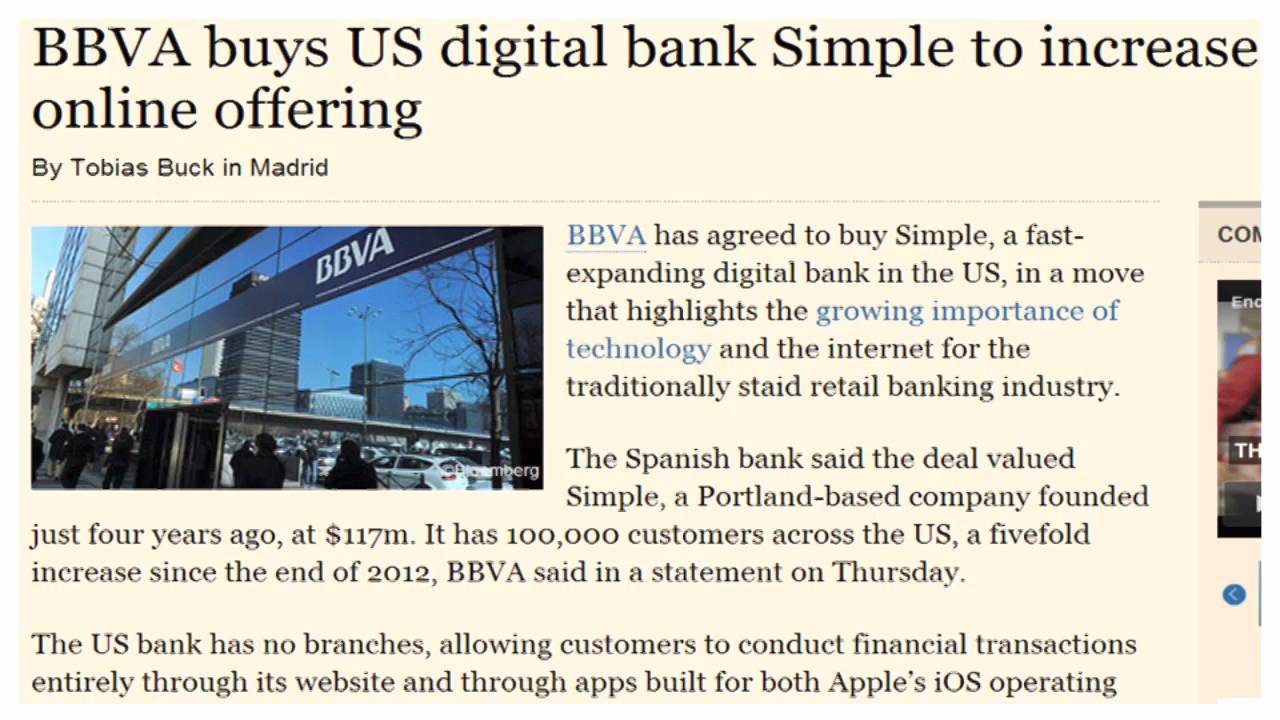 BBVA buys US digital bank Simple to increase
online offering
By Tobias Buck in Madrid
BBVA
©Bloomberg
BBVA has agreed to buy Simple, a fast-
expanding digital bank in the US, in a move
that highlights the growing importance of
technology and the internet for the
traditionally staid retail banking industry.
The Spanish bank said the deal valued
Simple, a Portland-based company founded
just four years ago, at $117m. It has 100,000 customers across the US, a fivefold
increase since the end of 2012, BBVA said in a statement on Thursday.
The US bank has no branches, allowing customers to conduct financial transactions
entirely through its website and through apps built for both Apple’s iOS operating
COM
End
TH